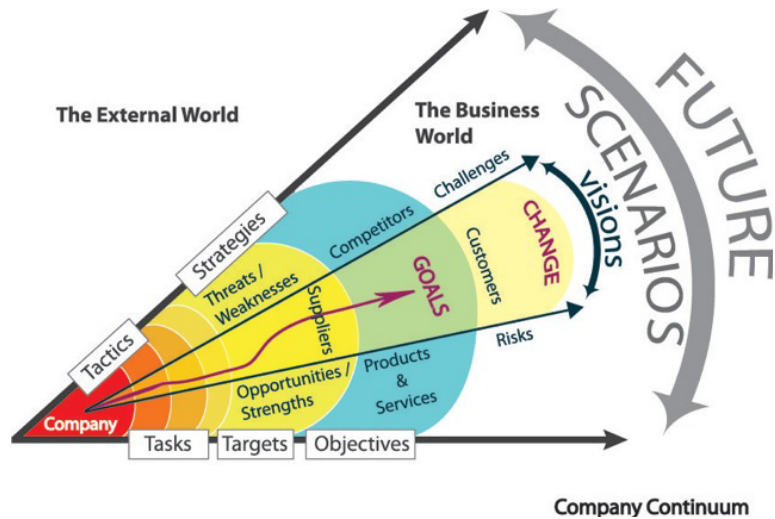 The External World
The Business
World
FUTURE
SCENARIOS
visions
Challenges
CHANGE
Strategies
Competitors
Customers
Threats /
Weaknesses
GOALS
Suppliers
Risks
Tactics
Opportunities /
Strengths
Products
&
Services
Company
Tasks
Targets
Objectives
Company Continuum